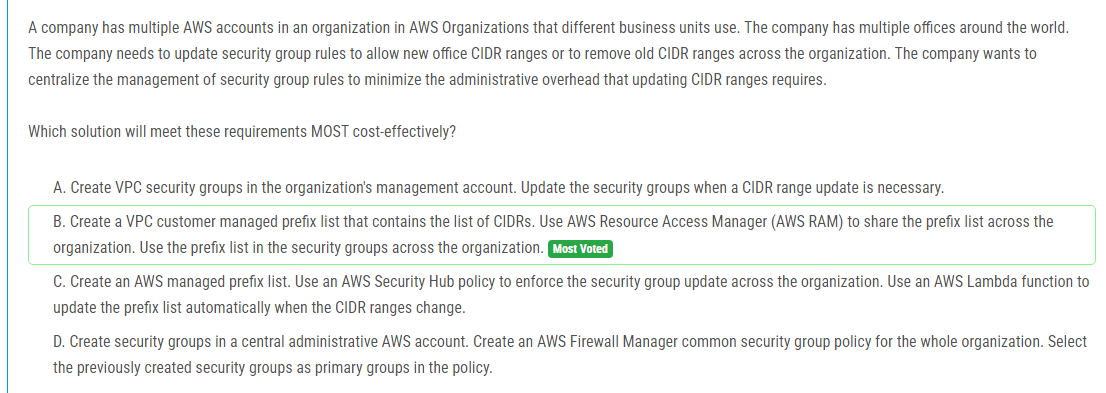 A company has multiple AWS accounts in an organization in AWS Organizations that different business units use. The company has multiple offices around the world.
The company needs to update security group rules to allow new office CIDR ranges or to remove old CIDR ranges across the organization. The company wants to
centralize the management of security group rules to minimize the administrative overhead that updating CIDR ranges requires.
Which solution will meet these requirements MOST cost-effectively?
A. Create VPC security groups in the organization's management account. Update the security groups when a CIDR range update is necessary.
B. Create a VPC customer managed prefix list that contains the list of CIDRs. Use AWS Resource Access Manager (AWS RAM) to share the prefix list across the
organization. Use the prefix list in the security groups across the organization. Most Voted
C. Create an AWS managed prefix list. Use an AWS Security Hub policy to enforce the security group update across the organization. Use an AWS Lambda function to
update the prefix list automatically when the CIDR ranges change.
D. Create security groups in a central administrative AWS account. Create an AWS Firewall Manager common security group policy for the whole organization. Select
the previously created security groups as primary groups in the policy.